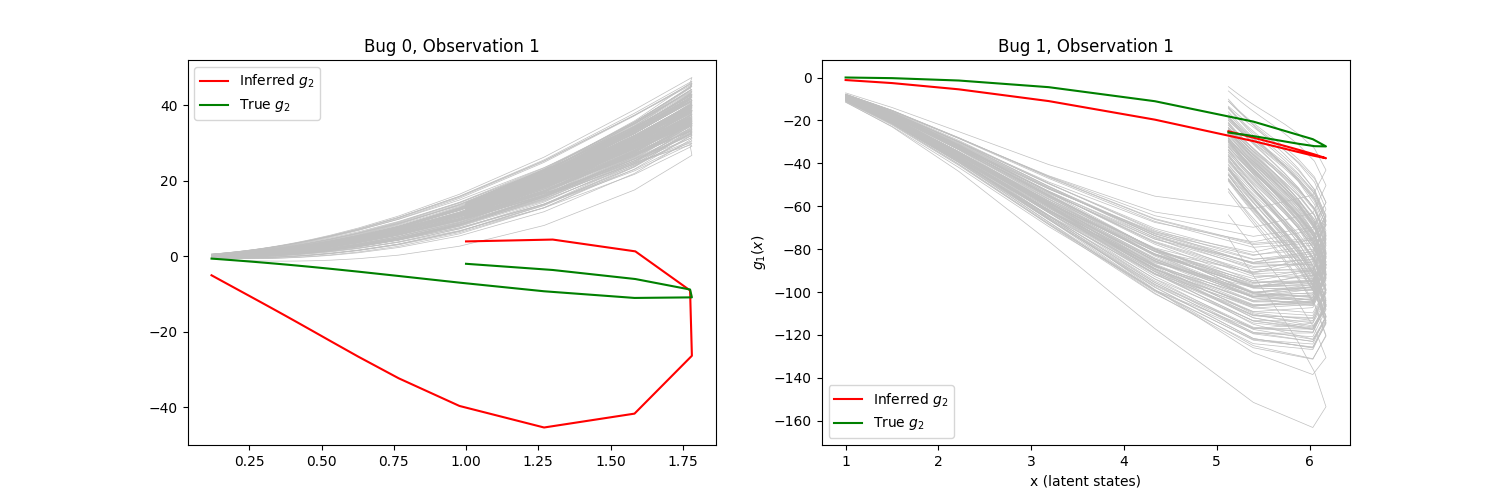 Bug 0, Observation 1
Inferred g₂
True g₂
40
20
0
−20
−40
0.25 0.50 0.75 1.00 1.25 1.50 1.75
Bug 1, Observation 1
0
−20
−40
−60
−80
−100
−120
−140
−160
g₁(x)
Inferred g₂
True g₂
1 2 3 4 5 6
x (latent states)